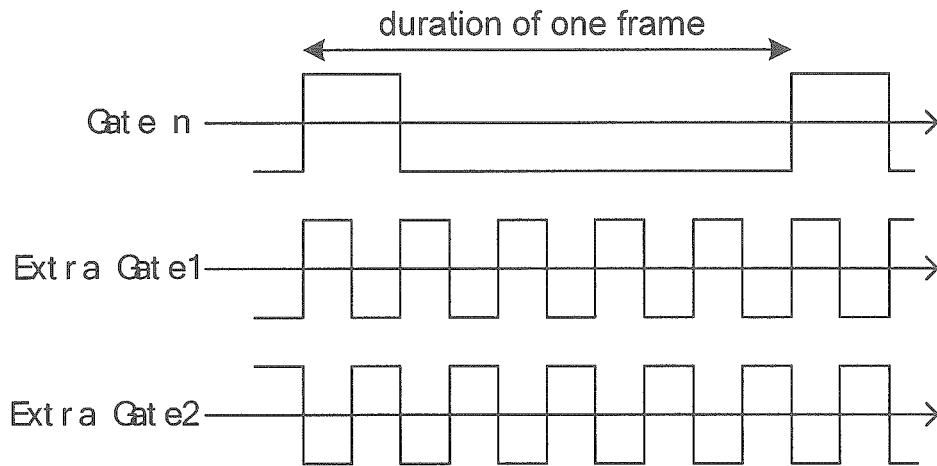 duration of one frame
Gate n
Extra Gate1
Extra Gate2